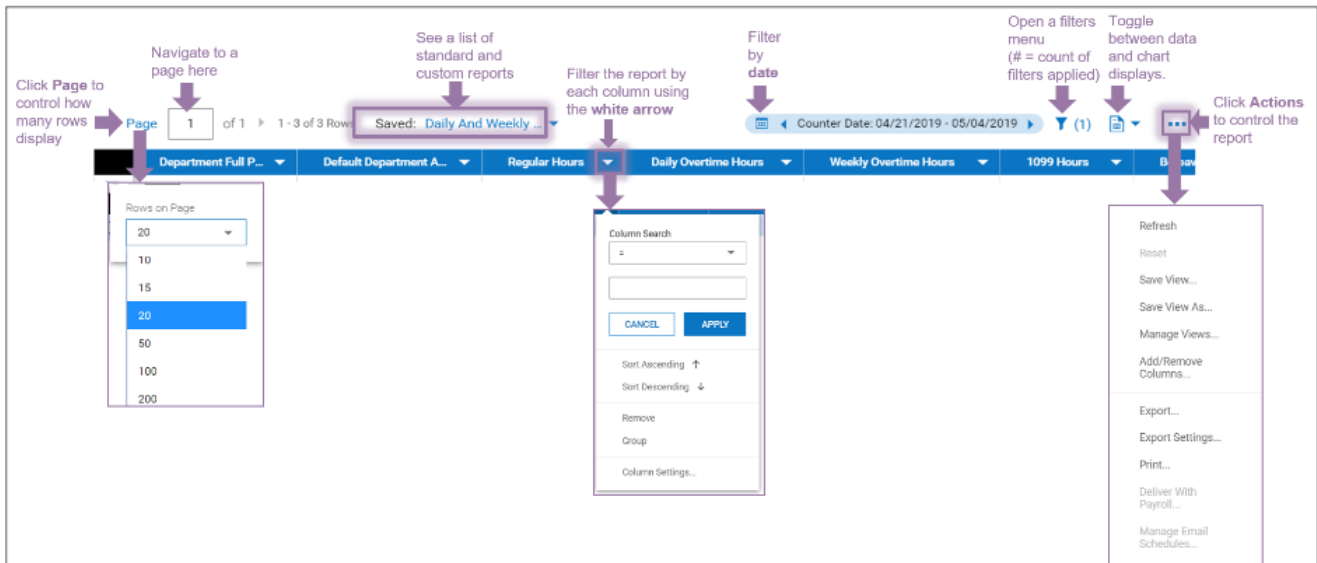 Click Page to
control how
many rows
display
Navigate to a
page here
See a list of
standard and
custom reports
Filter the report by
each column using
the white arrow
Filter
by
date
Open a filters
menu
(# = count of
filters applied)
Toggle
between data
and chart
displays.
Click Actions
to control the
report
Page 1 of 1 1 - 3 of 3 Rows Saved: Daily And Weekly ... Counter Date: 04/21/2019 - 05/04/2019 (1)
Department Full P... Default Department A... Regular Hours Daily Overtime Hours Weekly Overtime Hours 1099 Hours
Rows on Page
20
10
15
20
50
100
200
Column Search
=
CANCEL APPLY
Sort Ascending ↑
Sort Descending ↓
Remove
Group
Column Settings...
Refresh
Reset
Save View...
Save View As...
Manage Views...
Add/Remove
Columns...
Export...
Export Settings...
Print...
Deliver With
Payroll...
Manage Email
Schedules...